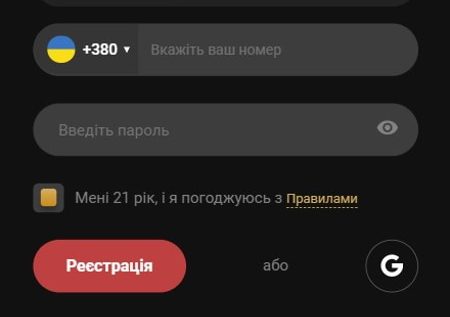 +380 Вкажіть ваш номер
Введіть пароль
Мені 21 рік, і я погоджуюсь з Правилами
Реєстрація або G